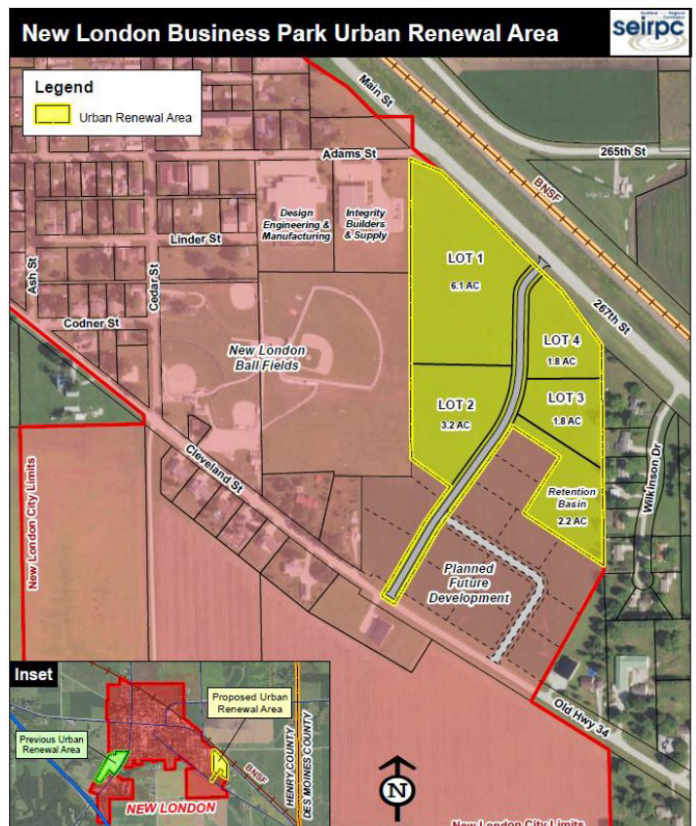 New London Business Park Urban Renewal Area
seirpc
Legend
Urban Renewal Area
Main St
Adams St
265th St
BNSF
Design
Engineering &
Manufacturing
Integrity
Builders
& Supply
Linder St
Ash St
Cedar St
LOT 1
6.1 AC
267th St
Codner St
New London
Ball Fields
LOT 4
1.8 AC
LOT 2
3.2 AC
LOT 3
1.8 AC
Cleveland St
Wilkinson Dr
New London City Limits
Retention
Basin
2.2 AC
Planned
Future
Development
Old Hwy 34
Inset
Proposed Urban
Renewal Area
Previous Urban
Renewal Area
BNSF
HENRY COUNTY
DES MOINES COUNTY
NEW LONDON
N
New London City Limits